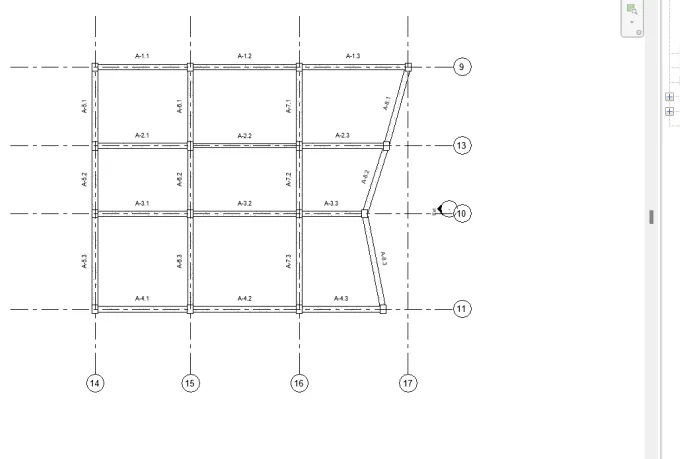 A-1.1 A-1.2 A-1.3
9
A-5.1 A-6.1 A-7.1 A-8.1
A-2.1 A-2.2 A-2.3
13
A-5.2 A-6.2 A-7.2 A-8.2
A-3.1 A-3.2 A-3.3
10
A-5.3 A-6.3 A-7.3 A-8.3
A-4.1 A-4.2 A-4.3
11
14 15 16 17